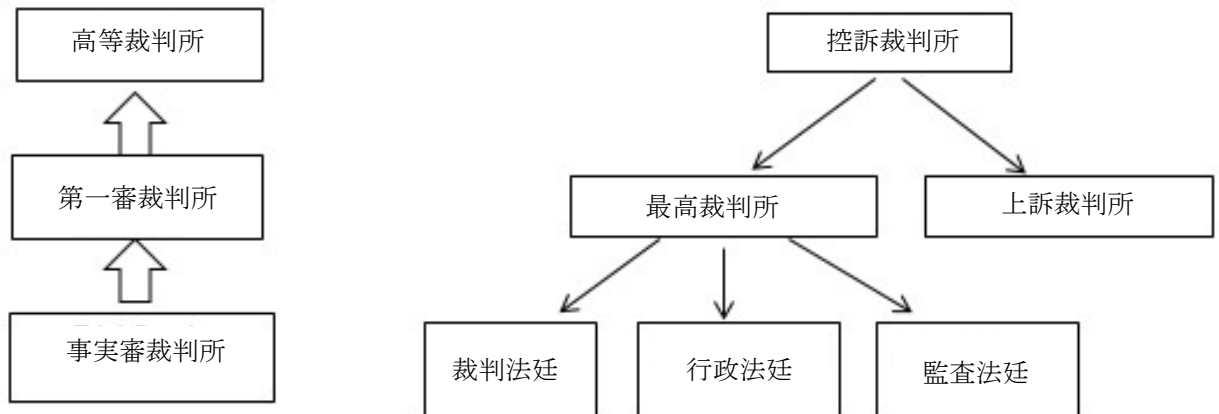 高等裁判所
第一審裁判所
事実審裁判所
控訴裁判所
最高裁判所
上訴裁判所
裁判法廷
行政法廷
監査法廷